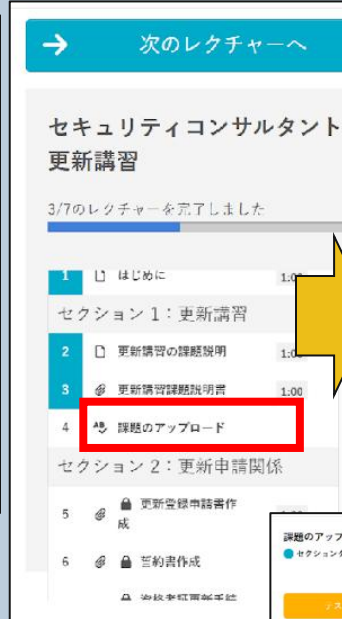 次のレクチャーへ
セキュリティコンサルタント
更新講習
3/7のレクチャーを完了しました
1 はじめに
セクション1：更新講習
2 更新講習の課題説明
3 更新講習課題説明書 1:00
4 課題のアップロード
セクション2：更新申請関係
5 更新登録申請書作
成
6 誓約書作成
課題のアップ
セクション